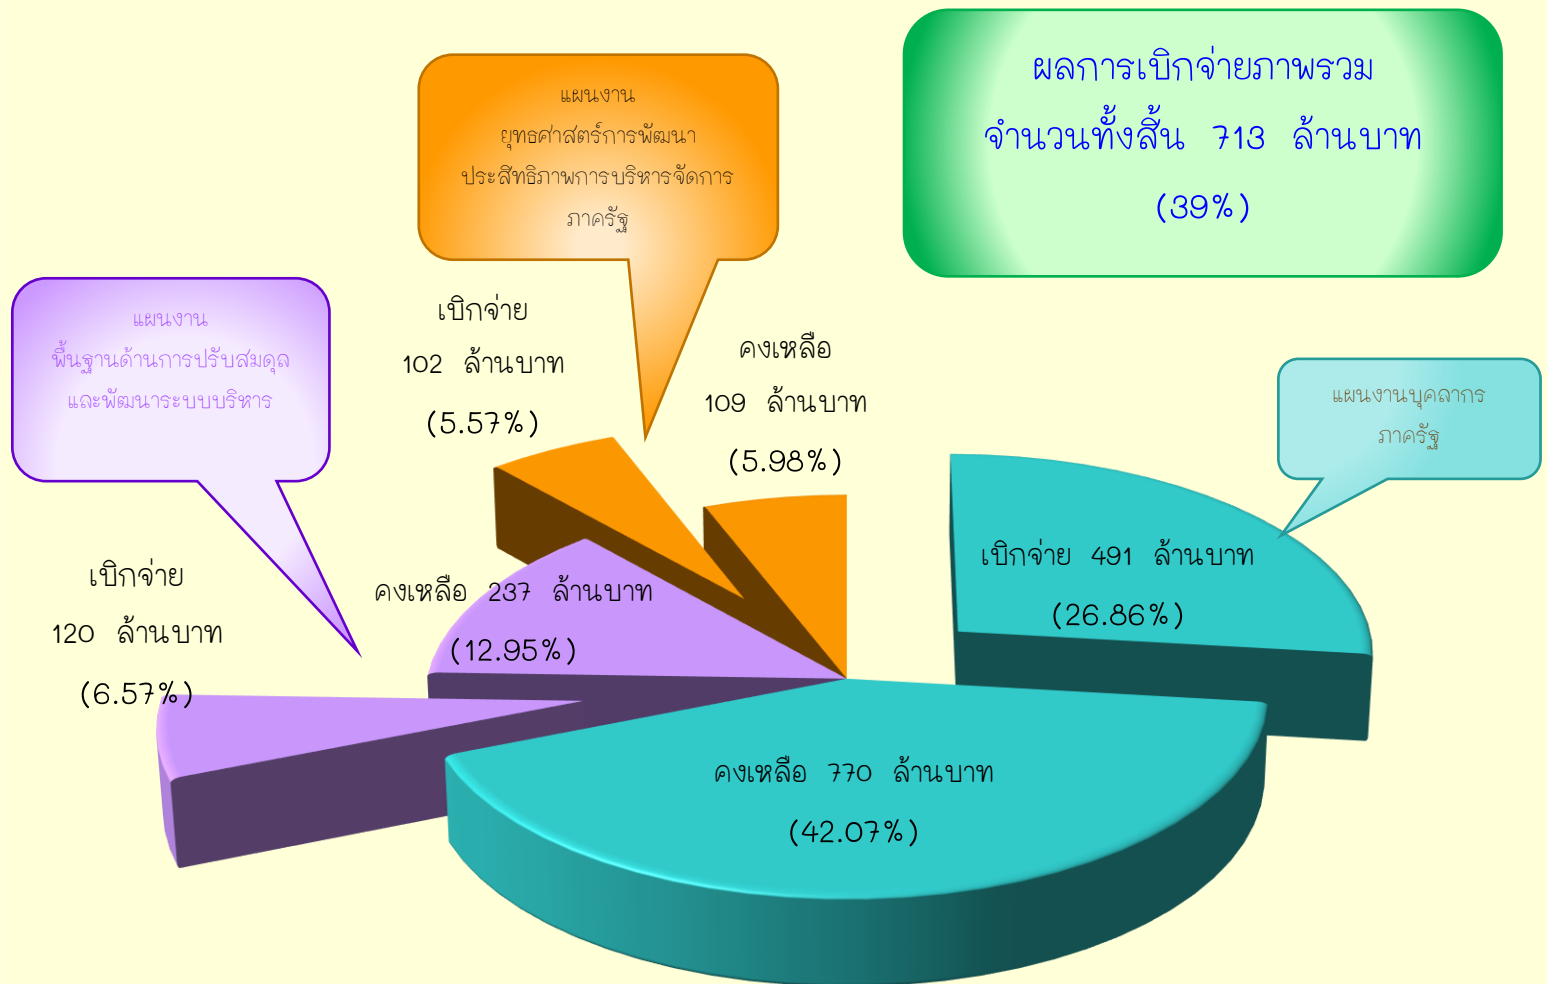 ผลการเบิกจ่ายภาพรวม
จำนวนทั้งสิ้น 713 ล้านบาท
(39%)
แผนงาน
ยุทธศาสตร์การพัฒนา
ประสิทธิภาพการบริหารจัดการ
ภาครัฐ
แผนงาน
พื้นฐานด้านการปรับสมดุล
และพัฒนาระบบบริหาร
เบิกจ่าย
102 ล้านบาท
(5.57%)
คงเหลือ
109 ล้านบาท
(5.98%)
แผนงานบุคลากร
ภาครัฐ
เบิกจ่าย 491 ล้านบาท
(26.86%)
เบิกจ่าย
120 ล้านบาท
(6.57%)
คงเหลือ 237 ล้านบาท
(12.95%)
คงเหลือ 770 ล้านบาท
(42.07%)